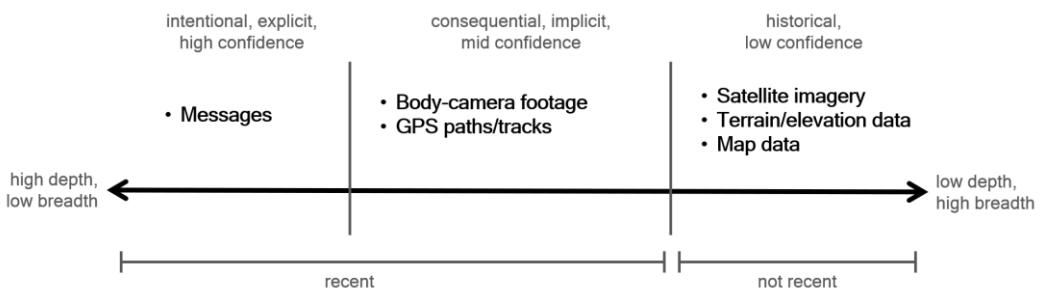 intentional, explicit,
high confidence
consequential, implicit,
mid confidence
historical,
low confidence
• Messages
• Body-camera footage
• GPS paths/tracks
• Satellite imagery
• Terrain/elevation data
• Map data
high depth,
low breadth
low depth,
high breadth
recent
not recent